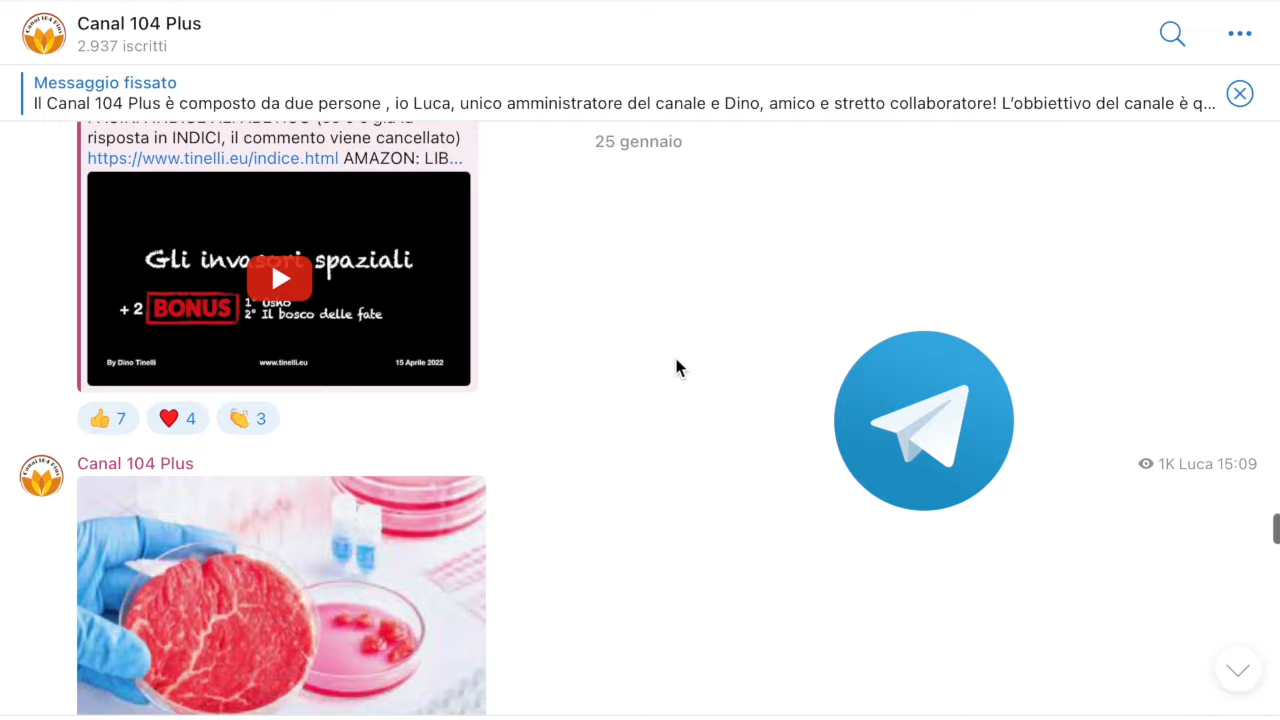 Canal 104 Plus
2.937 iscritti
Messaggio fissato
Il Canal 104 Plus è composto da due persone , io Luca, unico amministratore del canale e Dino, amico e stretto collaboratore! L'obbiettivo del canale è q...
25 gennaio
risposta in INDICI, il commento viene cancellato)
https://www.tinelli.eu/indice.html AMAZON: LIB...
Gli invasori spaziali
+ 2 BONUS 1° Usho
2° Il bosco delle fate
By Dino Tinelli www.tinelli.eu 15 Aprile 2022
7 4 3
Canal 104 Plus
1K Luca 15:09